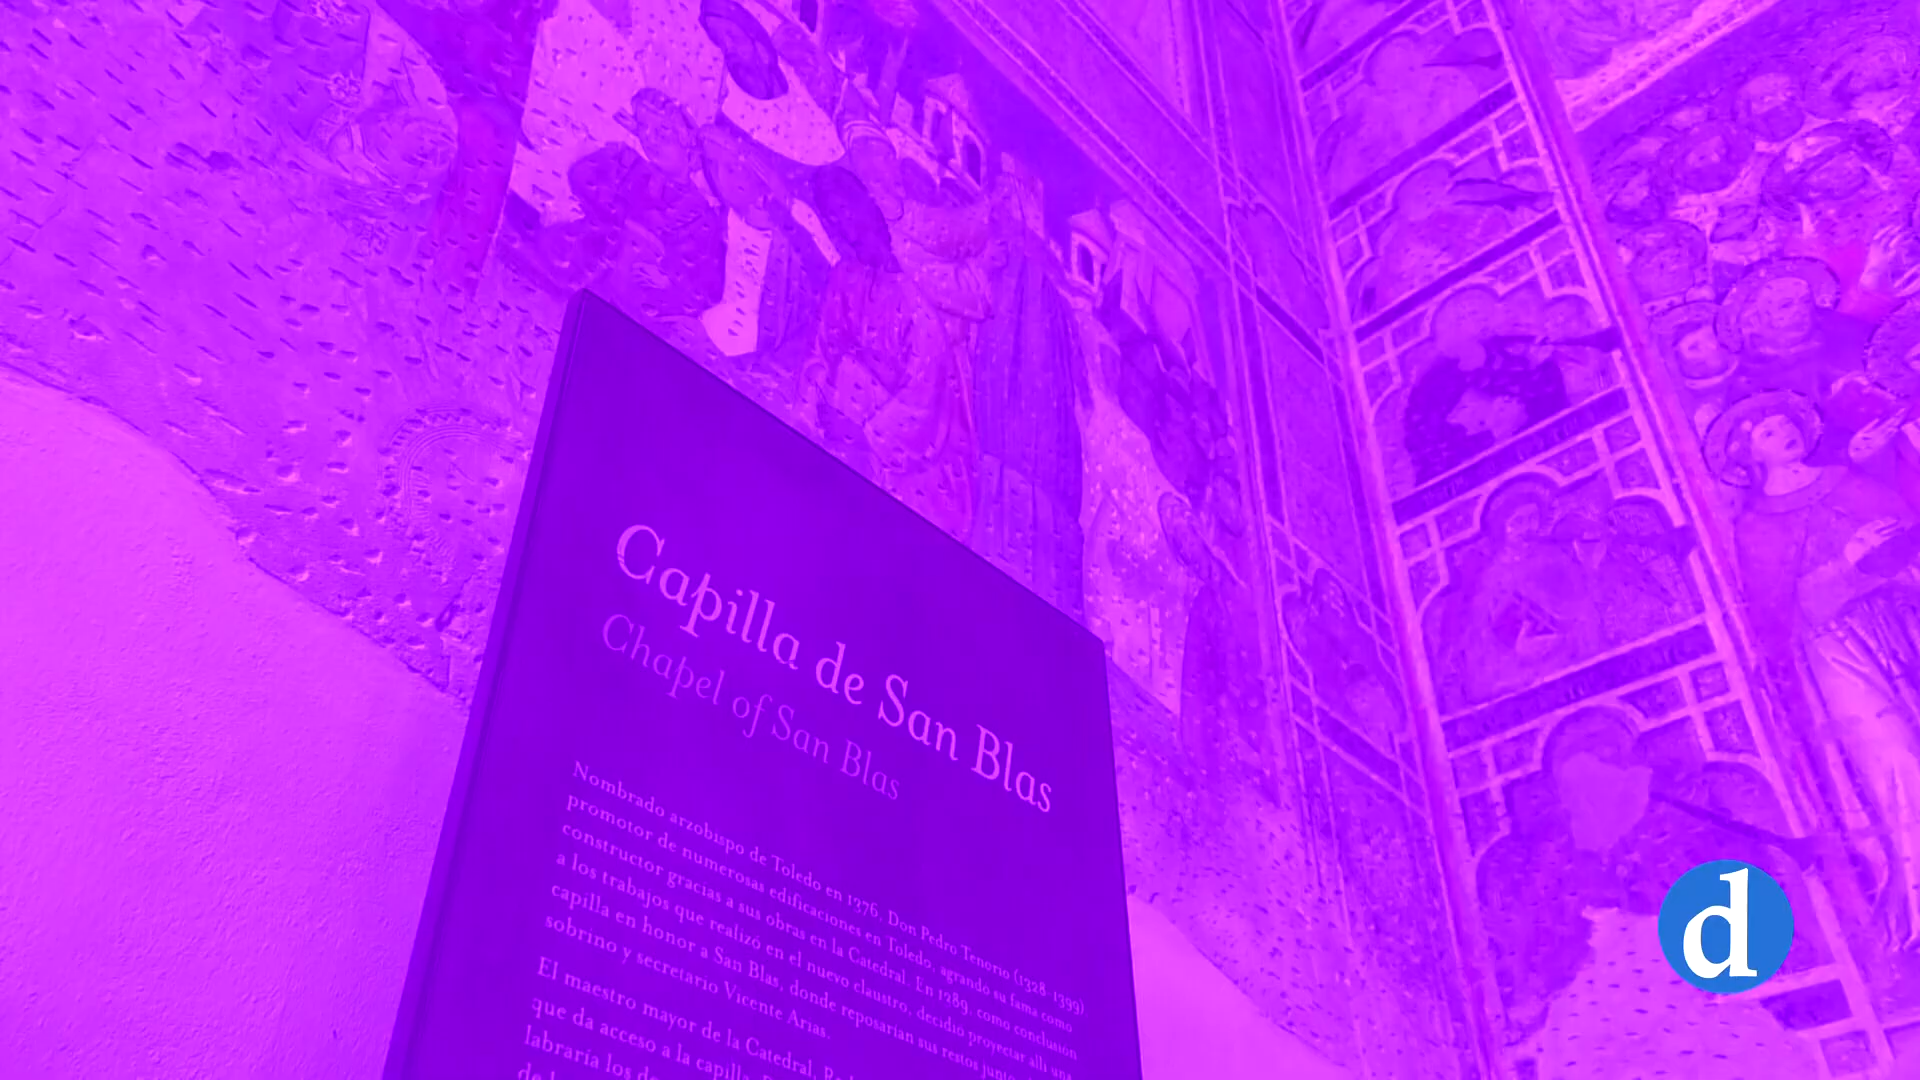 Capilla de San Blas
Chapel of San Blas
Nombrado arzobispo de Toledo en 1376, Don Pedro Tenorio (1328-1399)
promotor de numerosas edificaciones en Toledo, agrandó su fama como
constructor gracias a sus obras en la Catedral. En 1289, como conclusión
a los trabajos que realizó en el nuevo claustro, decidió proyectar allí una
capilla en honor a San Blas, donde reposarían sus restos junto
sobrino y secretario Vicente Arias.
El maestro mayor de la Catedral,
que da acceso a la capilla.
labraría los
d